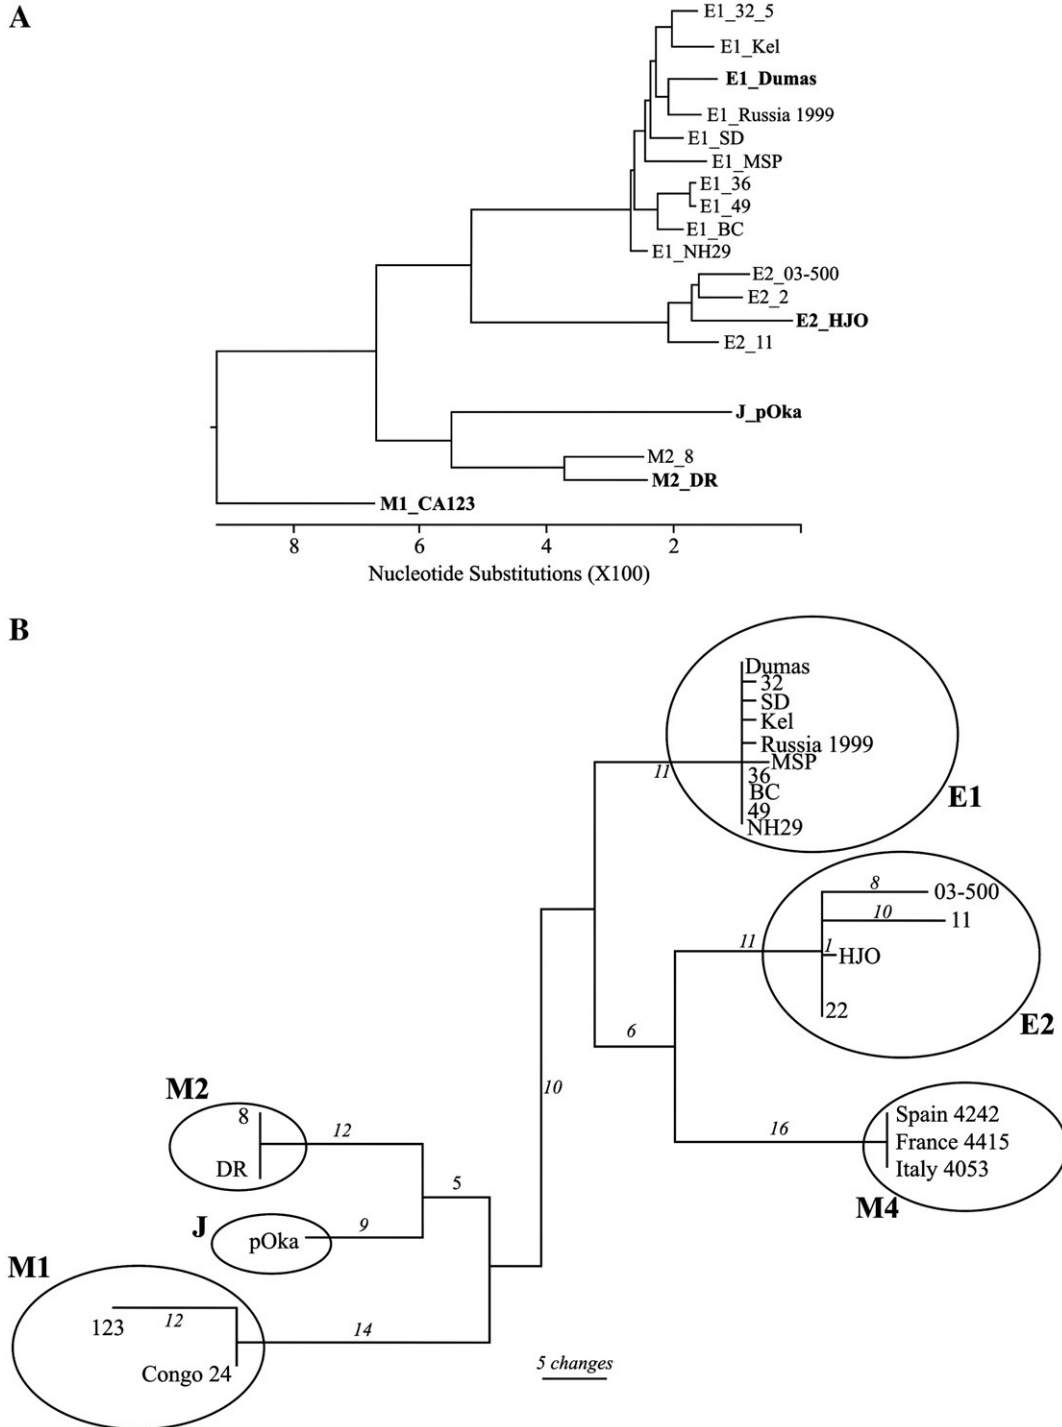 A
E1_32_5
E1_Kel
E1_Dumas
E1_Russia 1999
E1_SD
E1_MSP
E1_36
E1_49
E1_BC
E1_NH29
E2_03-500
E2_2
E2_HJO
E2_11
J_pOka
M2_8
M2_DR
M1_CA123
8 6 4 2
Nucleotide Substitutions (X100)
B
Dumas
32
SD
Kel
Russia 1999
MSP
11
36
BC
49
NH29
E1
8
03-500
10
11
11
1
HJO
22
E2
6
10
M2
8
12
DR
16
Spain 4242
France 4415
Italy 4053
M4
5
J
9
pOka
M1
12
123
14
Congo 24
5 changes